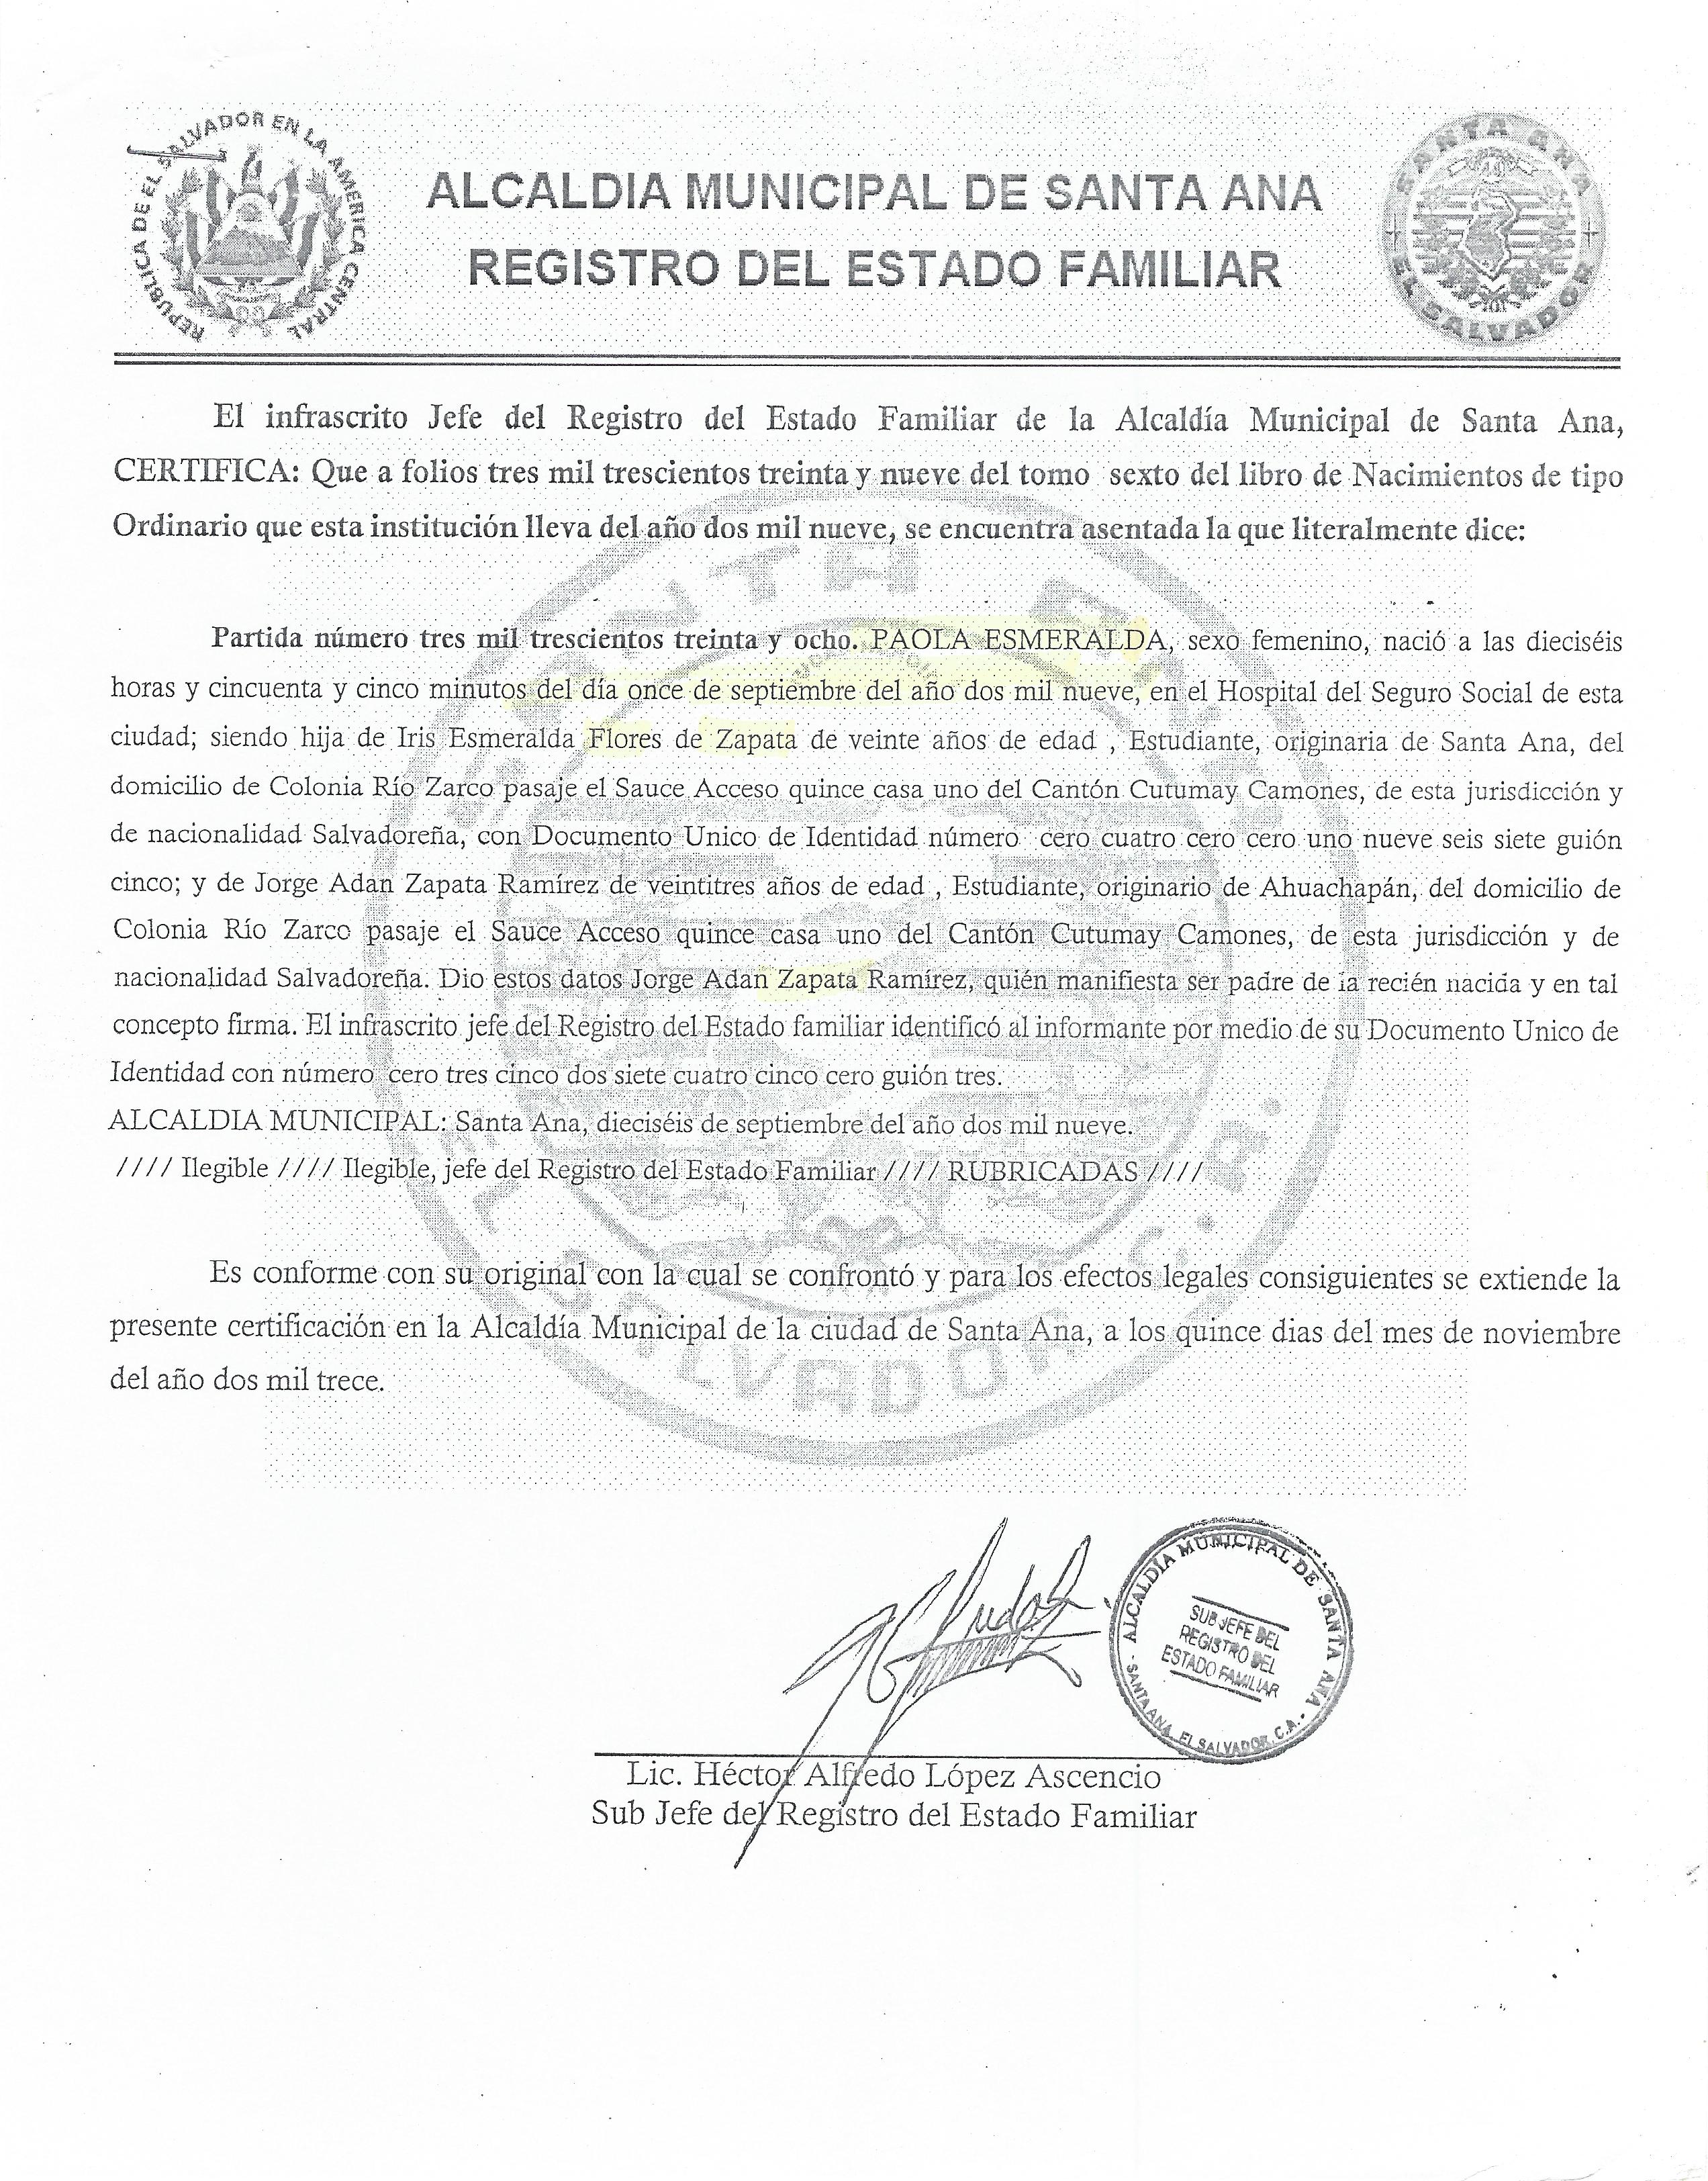 REPUBLICA DE EL SALVADOR EN LA AMERICA CENTRAL
SANTA ANA
EL SALVADOR
ALCALDIA MUNICIPAL DE SANTA ANA
REGISTRO DEL ESTADO FAMILIAR
El infrascrito Jefe del Registro del Estado Familiar de la Alcaldía Municipal de Santa Ana,
CERTIFICA: Que a folios tres mil trescientos treinta y nueve del tomo sexto del libro de Nacimientos de tipo
Ordinario que esta institución lleva del año dos mil nueve, se encuentra asentada la que literalmente dice:
Partida número tres mil trescientos treinta y ocho. PAOLA ESMERALDA, sexo femenino, nació a las dieciséis
horas y cincuenta y cinco minutos del día once de septiembre del año dos mil nueve, en el Hospital del Seguro Social de esta
ciudad; siendo hija de Iris Esmeralda Flores de Zapata de veinte años de edad , Estudiante, originaria de Santa Ana, del
domicilio de Colonia Río Zarco pasaje el Sauce Acceso quince casa uno del Cantón Cutumay Camones, de esta jurisdicción y
de nacionalidad Salvadoreña, con Documento Unico de Identidad número cero cuatro cero cero uno nueve seis siete guión
cinco; y de Jorge Adan Zapata Ramírez de veintitres años de edad , Estudiante, originario de Ahuachapán, del domicilio de
Colonia Río Zarco pasaje el Sauce Acceso quince casa uno del Cantón Cutumay Camones, de esta jurisdicción y de
nacionalidad Salvadoreña. Dio estos datos Jorge Adan Zapata Ramírez, quién manifiesta ser padre de la recién nacida y en tal
concepto firma. El infrascrito jefe del Registro del Estado familiar identificó al informante por medio de su Documento Unico de
Identidad con número cero tres cinco dos siete cuatro cinco cero guión tres.
ALCALDIA MUNICIPAL: Santa Ana, dieciséis de septiembre del año dos mil nueve.
//// Ilegible //// Ilegible, jefe del Registro del Estado Familiar //// RUBRICADAS ////
Es conforme con su original con la cual se confrontó y para los efectos legales consiguientes se extiende la
presente certificación en la Alcaldía Municipal de la ciudad de Santa Ana, a los quince dias del mes de noviembre
del año dos mil trece.
ALCALDIA MUNICIPAL DE SANTA ANA
SUB JEFE DEL
REGISTRO DEL
ESTADO FAMILIAR
SANTA ANA, EL SALVADOR, C.A.
Lic. Héctor Alfredo López Ascencio
Sub Jefe del Registro del Estado Familiar